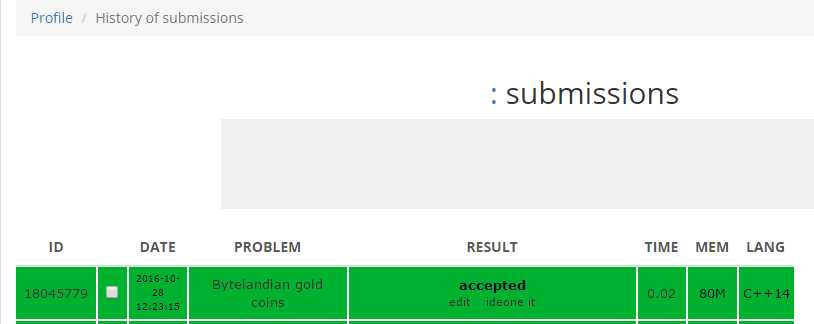 Profile / History of submissions
: submissions
ID DATE PROBLEM RESULT TIME MEM LANG
2016-10-
28
12:23:15
18045779
Bytelandian gold
coins
accepted
edit ideone it
0.02 80M C++14